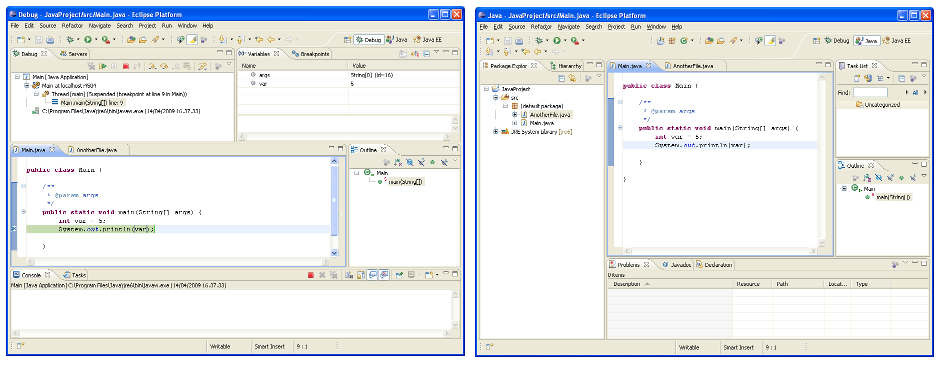 Debug - JavaProject/src/Main.java - Eclipse Platform
File Edit Source Refactor Navigate Search Project Run Window Help
Debug Java Java EE
Debug Servers
Main [Java Application]
Main at localhost:
Thread [main] (Suspended (breakpoint at line 9 in Main))
Main.main(String[]) line: 9
C:\Program Files\Java\jre6\bin\javaw.exe (14/04/2009 16.37.33)
Variables Breakpoints
Name Value
args String[0] (id=16)
var 5
Main.java AnotherFile.java
public class Main {
/**
* @param args
*/
public static void main(String[] args) {
int var = 5;
System.out.println(var);
}
Outline
Main
main(String[])
Console Tasks
Main [Java Application] C:\Program Files\Java\jre6\bin\javaw.exe (14/04/2009 16.37.33)
Writable Smart Insert 9 : 1
Java - JavaProject/src/Main.java - Eclipse Platform
File Edit Source Refactor Navigate Search Project Run Window Help
Debug Java Java EE
Package Explor Hierarchy
JavaProject
src
(default package)
AnotherFile.java
Main.java
JRE System Library [jre6]
Main.java AnotherFile.java
public class Main {
/**
* @param args
*/
public static void main(String[] args) {
int var = 5;
System.out.println(var);
}
}
Task List
Find: All
Uncategorized
Outline
Main
main(String[])
Problems Javadoc Declaration
0 items
Description Resource Path Locat... Type
Writable Smart Insert 9 : 1